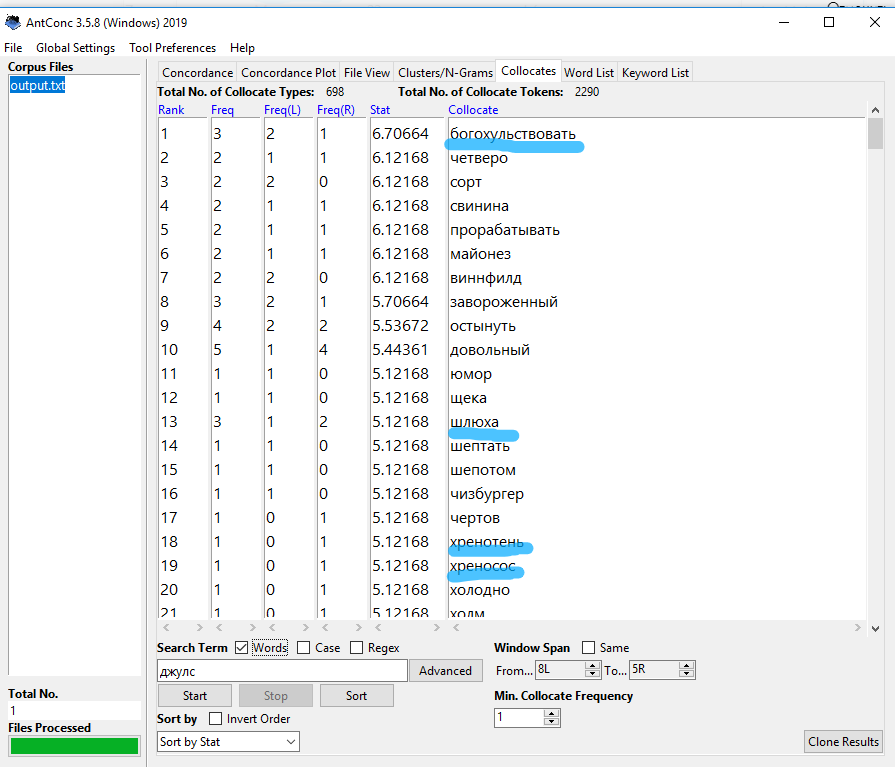 AntConc 3.5.8 (Windows) 2019
File Global Settings Tool Preferences Help
Corpus Files
output.txt
Concordance Concordance Plot File View Clusters/N-Grams Collocates Word List Keyword List
Total No. of Collocate Types: 698 Total No. of Collocate Tokens: 2290
Rank Freq Freq(L) Freq(R) Stat Collocate
1 3 2 1 6.70664 богохульствовать
2 2 1 1 6.12168 четверо
3 2 2 0 6.12168 сорт
4 2 1 1 6.12168 свинина
5 2 1 1 6.12168 прорабатывать
6 2 1 1 6.12168 майонез
7 2 2 0 6.12168 виннфилд
8 3 2 1 5.70664 завороженный
9 4 2 2 5.53672 остынуть
10 5 1 4 5.44361 довольный
11 1 1 0 5.12168 юмор
12 1 1 0 5.12168 щека
13 3 1 2 5.12168 шлюха
14 1 1 0 5.12168 шептать
15 1 1 0 5.12168 шепотом
16 1 1 0 5.12168 чизбургер
17 1 0 1 5.12168 чертов
18 1 0 1 5.12168 хренотень
19 1 0 1 5.12168 хреносос
20 1 0 1 5.12168 холодно
21 1 0 1 5.12168 холм
Search Term Words Case Regex Window Span Same
джулс Advanced From... 8L To... 5R
Start Stop Sort Min. Collocate Frequency
Total No.
1
Sort by Invert Order 1
Files Processed
Sort by Stat Clone Results